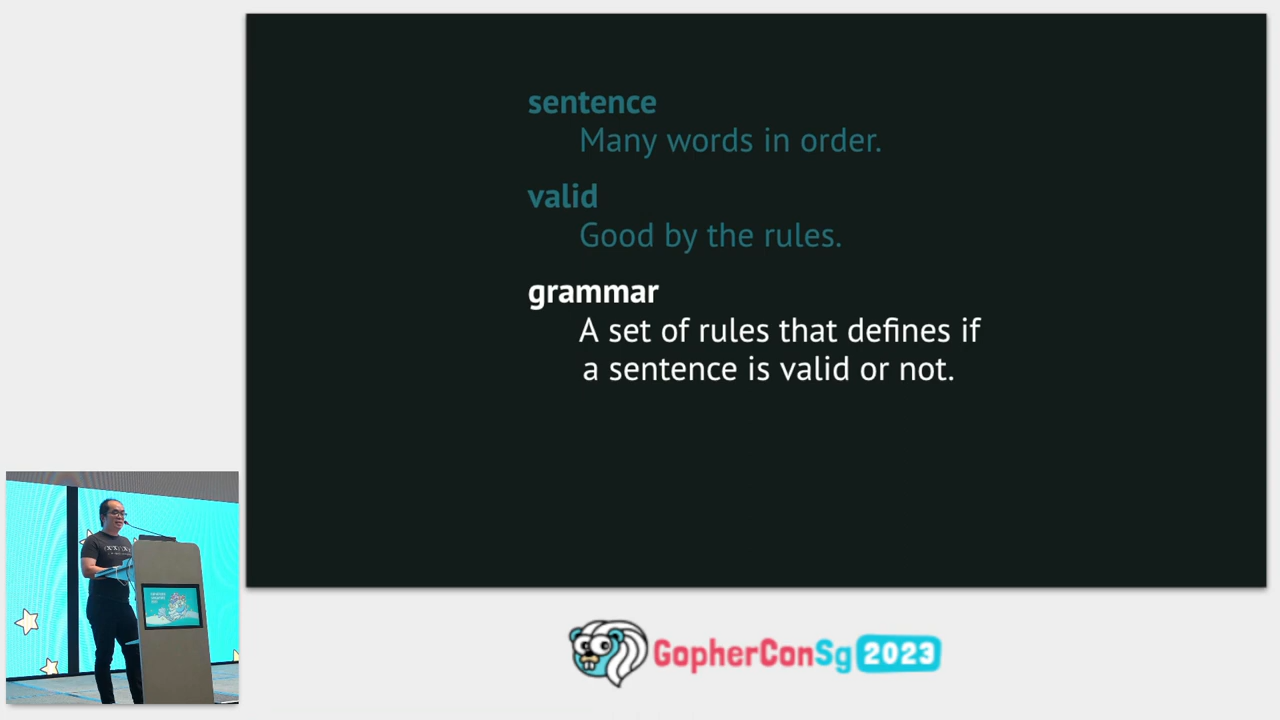 sentence
Many words in order.
valid
Good by the rules.
grammar
A set of rules that defines if
a sentence is valid or not.
GopherConSg 2023